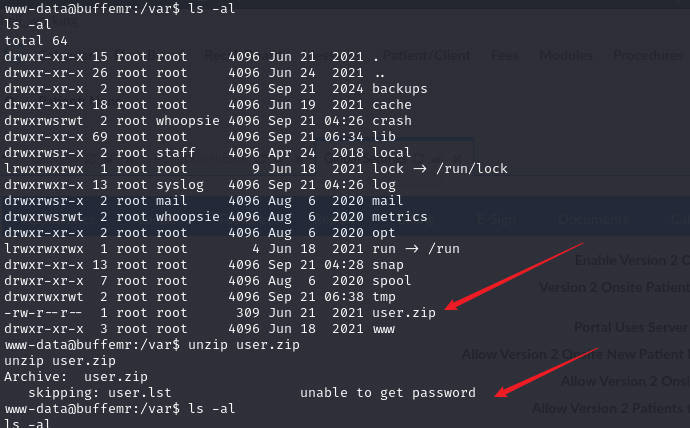 www-data@buffemr:/var$ ls -al
ls -al
total 64
drwxr-xr-x 15 root root     4096 Jun 21  2021 .
drwxr-xr-x 26 root root     4096 Jun 24  2021 ..
drwxr-xr-x  2 root root     4096 Sep 21  2024 backups
drwxr-xr-x 18 root root     4096 Jun 19  2021 cache
drwxrwsrwt  2 root whoopsie 4096 Sep 21 04:26 crash
drwxr-xr-x 69 root root     4096 Sep 21 06:34 lib
drwxrwsr-x  2 root staff    4096 Apr 24  2018 local
lrwxrwxrwx  1 root root        9 Jun 18  2021 lock → /run/lock
drwxrwxr-x 13 root syslog   4096 Sep 21 04:26 log
drwxrwsr-x  2 root mail     4096 Aug  6  2020 mail
drwxrwsrwt  2 root whoopsie 4096 Aug  6  2020 metrics
drwxr-xr-x  2 root root     4096 Aug  6  2020 opt
lrwxrwxrwx  1 root root        4 Jun 18  2021 run → /run
drwxr-xr-x 13 root root     4096 Sep 21 04:28 snap
drwxr-xr-x  7 root root     4096 Aug  6  2020 spool
drwxrwxrwt  2 root root     4096 Sep 21 06:38 tmp
-rw-r--r--  1 root root      309 Jun 21  2021 user.zip
drwxr-xr-x  3 root root     4096 Jun 18  2021 www
www-data@buffemr:/var$ unzip user.zip
unzip user.zip
Archive:  user.zip
   skipping: user.lst                unable to get password
www-data@buffemr:/var$ ls -al
ls -al
Patient/Client Fees Modules Procedures
E-Sign Documents
Enable Version 2 O
Version 2 Onsite Patien
Portal Uses Server
Allow Version 2 Onsite New Patient
Allow Version 2 Onsi
Allow Version 2 Patients t